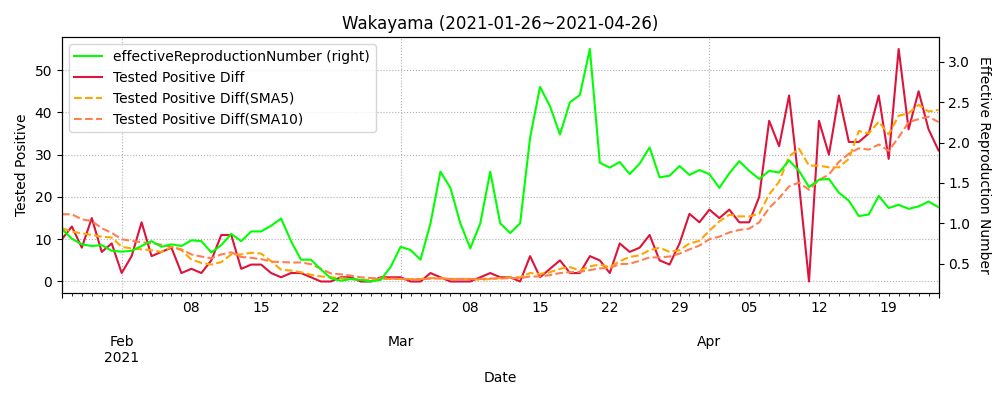 Wakayama (2021-01-26~2021-04-26)
effectiveReproductionNumber (right)
Tested Positive Diff
Tested Positive Diff(SMA5)
Tested Positive Diff(SMA10)
Tested Positive
50
40
30
20
10
0
3.0
2.5
2.0
1.5
1.0
0.5
Effective Reproduction Number
08 15 22 08 15 22 29 05 12 19
Feb Mar Apr
2021
Date